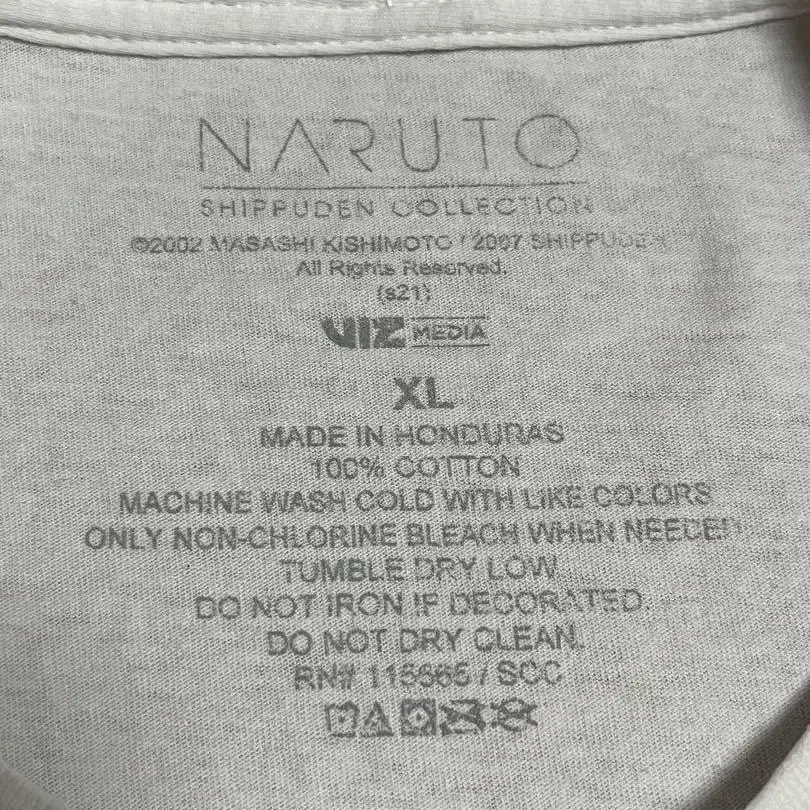 NARUTO
SHIPPUDEN COLLECTION
©2002 MASASHI KISHIMOTO / 2007 SHIPPUDEN
All Rights Reserved.
(s21)
VIZ MEDIA
XL
MADE IN HONDURAS
100% COTTON
MACHINE WASH COLD WITH LIKE COLORS
ONLY NON-CHLORINE BLEACH WHEN NEEDED
TUMBLE DRY LOW
DO NOT IRON IF DECORATED.
DO NOT DRY CLEAN.
RN# / SCC